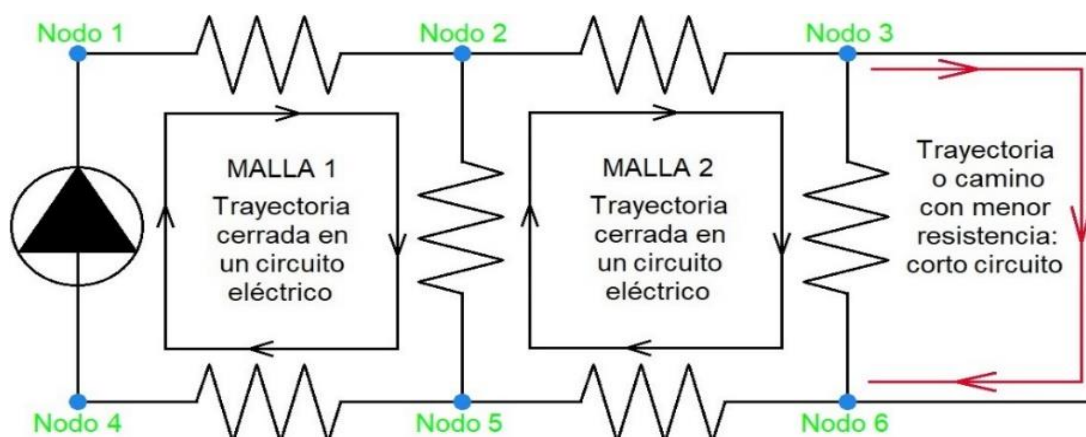 Nodo 1
Nodo 2
Nodo 3
MALLA 1
Trayectoria
cerrada en
un circuito
eléctrico
MALLA 2
Trayectoria
cerrada en
un circuito
eléctrico
Trayectoria
o camino
con menor
resistencia:
corto circuito
Nodo 4
Nodo 5
Nodo 6